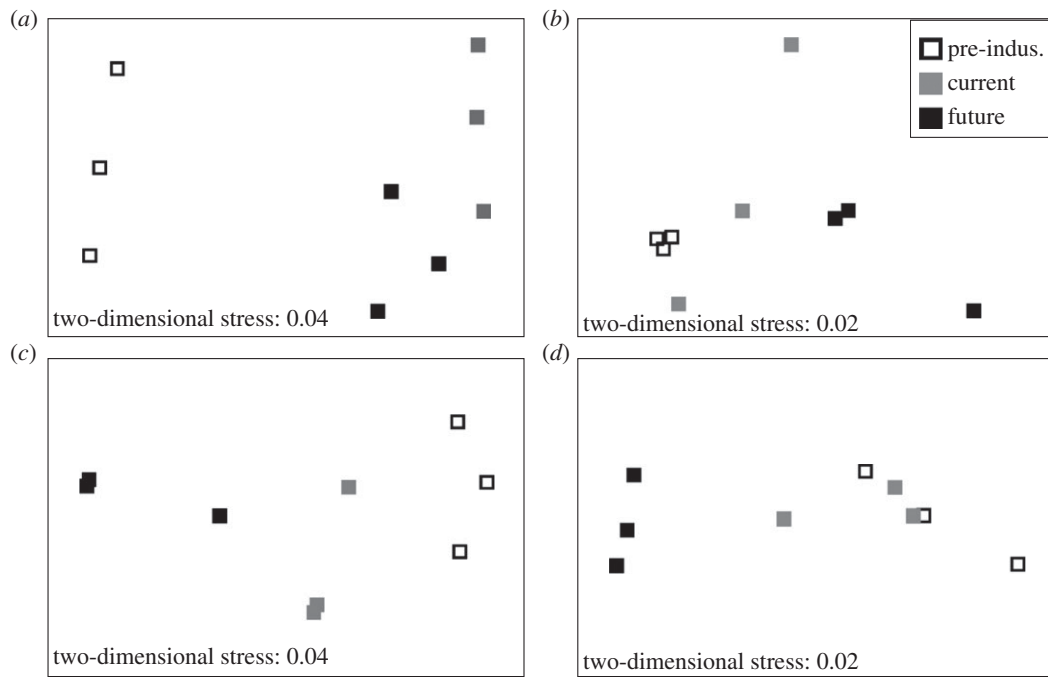 (a)
(b)
pre-indus.
current
future
two-dimensional stress: 0.04
two-dimensional stress: 0.02
(c)
(d)
two-dimensional stress: 0.04
two-dimensional stress: 0.02